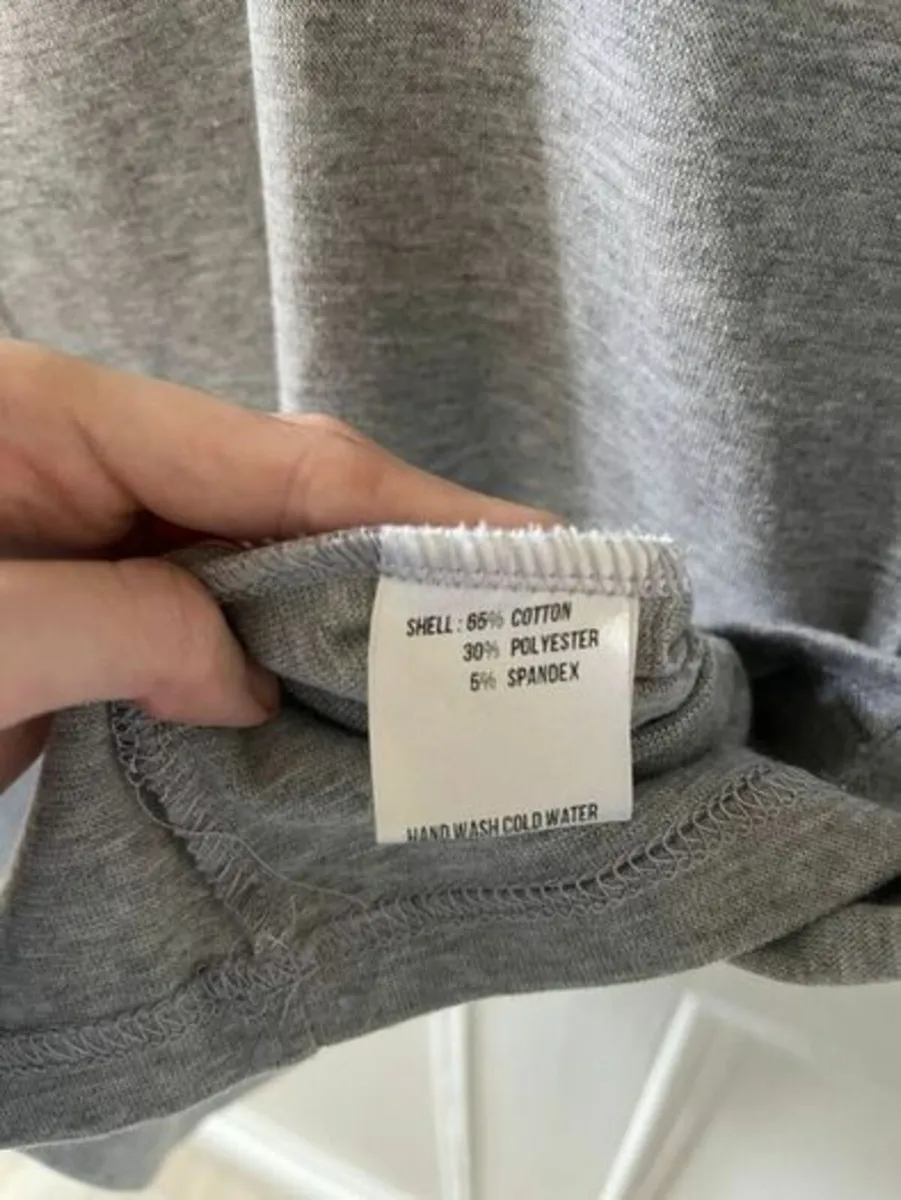 SHELL : 65% COTTON
30% POLYESTER
5% SPANDEX
HAND WASH COLD WATER